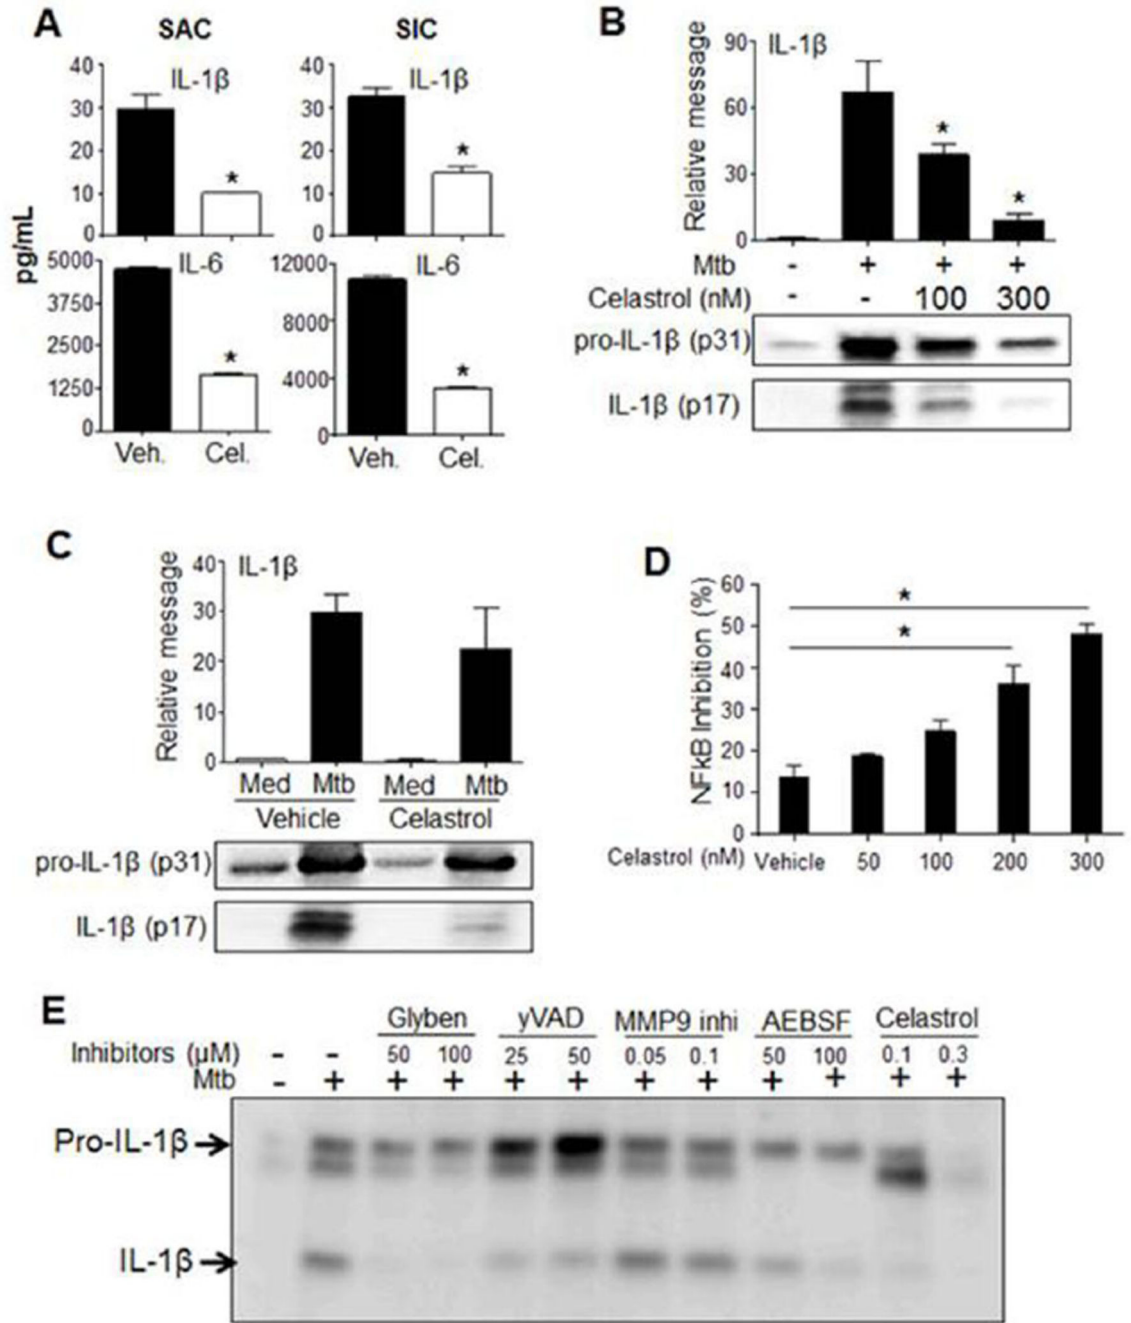 A
SAC
SIC
pg/mL
40
30
20
10
0
IL-1β
*
40
30
20
10
0
IL-1β
*
5000
3750
2500
1250
0
IL-6
*
12000
8000
4000
0
IL-6
*
Veh. Cel.
Veh. Cel.
B
Relative message
90
60
30
0
IL-1β
* *
Mtb - + + +
Celastrol (nM) - - 100 300
pro-IL-1β (p31)
IL-1β (p17)
C
Relative message
40
30
20
10
0
IL-1β
Med Mtb Med Mtb
Vehicle Celastrol
pro-IL-1β (p31)
IL-1β (p17)
D
NFkB Inhibition (%)
60
50
40
30
20
10
0
*
*
Celastrol (nM) Vehicle 50 100 200 300
E
Glyben yVAD MMP9 inhi AEBSF Celastrol
Inhibitors (μM) - - 50 100 25 50 0.05 0.1 50 100 0.1 0.3
Mtb - + + + + + + + + + + +
Pro-IL-1β
IL-1β